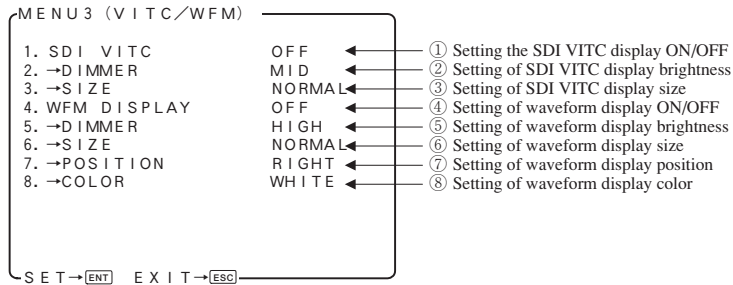 MENU3 (VITC/WFM)
1. SDI VITC OFF ① Setting the SDI VITC display ON/OFF
2. →DIMMER MID ② Setting of SDI VITC display brightness
3. →SIZE NORMAL ③ Setting of SDI VITC display size
4. WFM DISPLAY OFF ④ Setting of waveform display ON/OFF
5. →DIMMER HIGH ⑤ Setting of waveform display brightness
6. →SIZE NORMAL ⑥ Setting of waveform display size
7. →POSITION RIGHT ⑦ Setting of waveform display position
8. →COLOR WHITE ⑧ Setting of waveform display color
SET→ENT EXIT→ESC